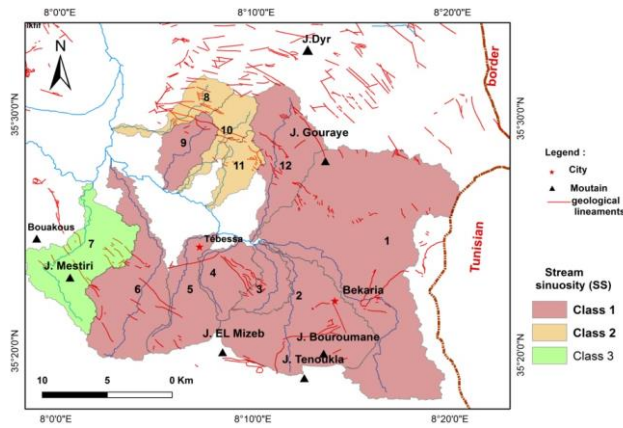 8°0'0"E 8°10'0"E 8°20'0"E
N
J.Dyr
border
35°30'0"N
35°30'0"N
8
10
9
11
12
J. Gouraye
Legend :
City
Moutain
geological
lineaments
Bouakous
7
J. Mestiri
Tébessa
1
Tunisian
6
5
4
3
2
Bekaria
Stream
sinuosity (SS)
Class 1
Class 2
Class 3
J. EL Mizeb
J. Bouroumane
J. Tenoukla
35°20'0"N
35°20'0"N
10 5 0 Km
8°0'0"E 8°10'0"E 8°20'0"E